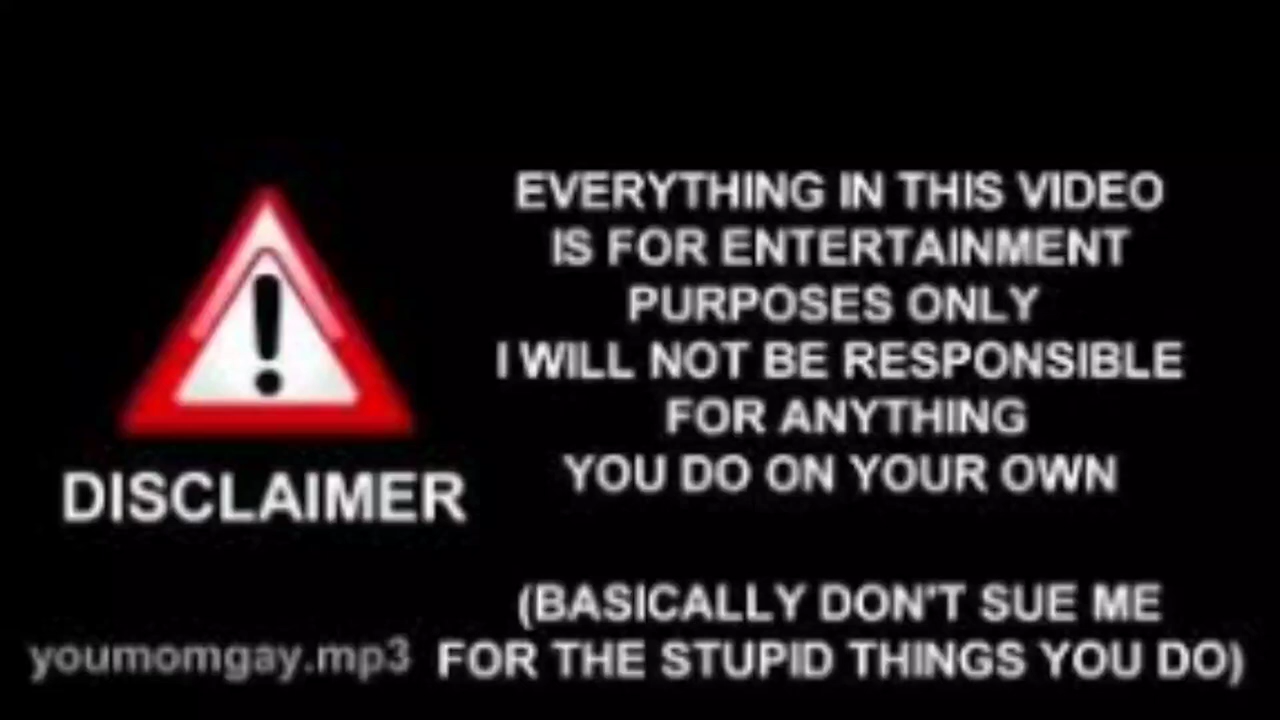 EVERYTHING IN THIS VIDEO
IS FOR ENTERTAINMENT
PURPOSES ONLY
I WILL NOT BE RESPONSIBLE
FOR ANYTHING
YOU DO ON YOUR OWN
DISCLAIMER
(BASICALLY DON'T SUE ME
FOR THE STUPID THINGS YOU DO)
youmomgay.mp3